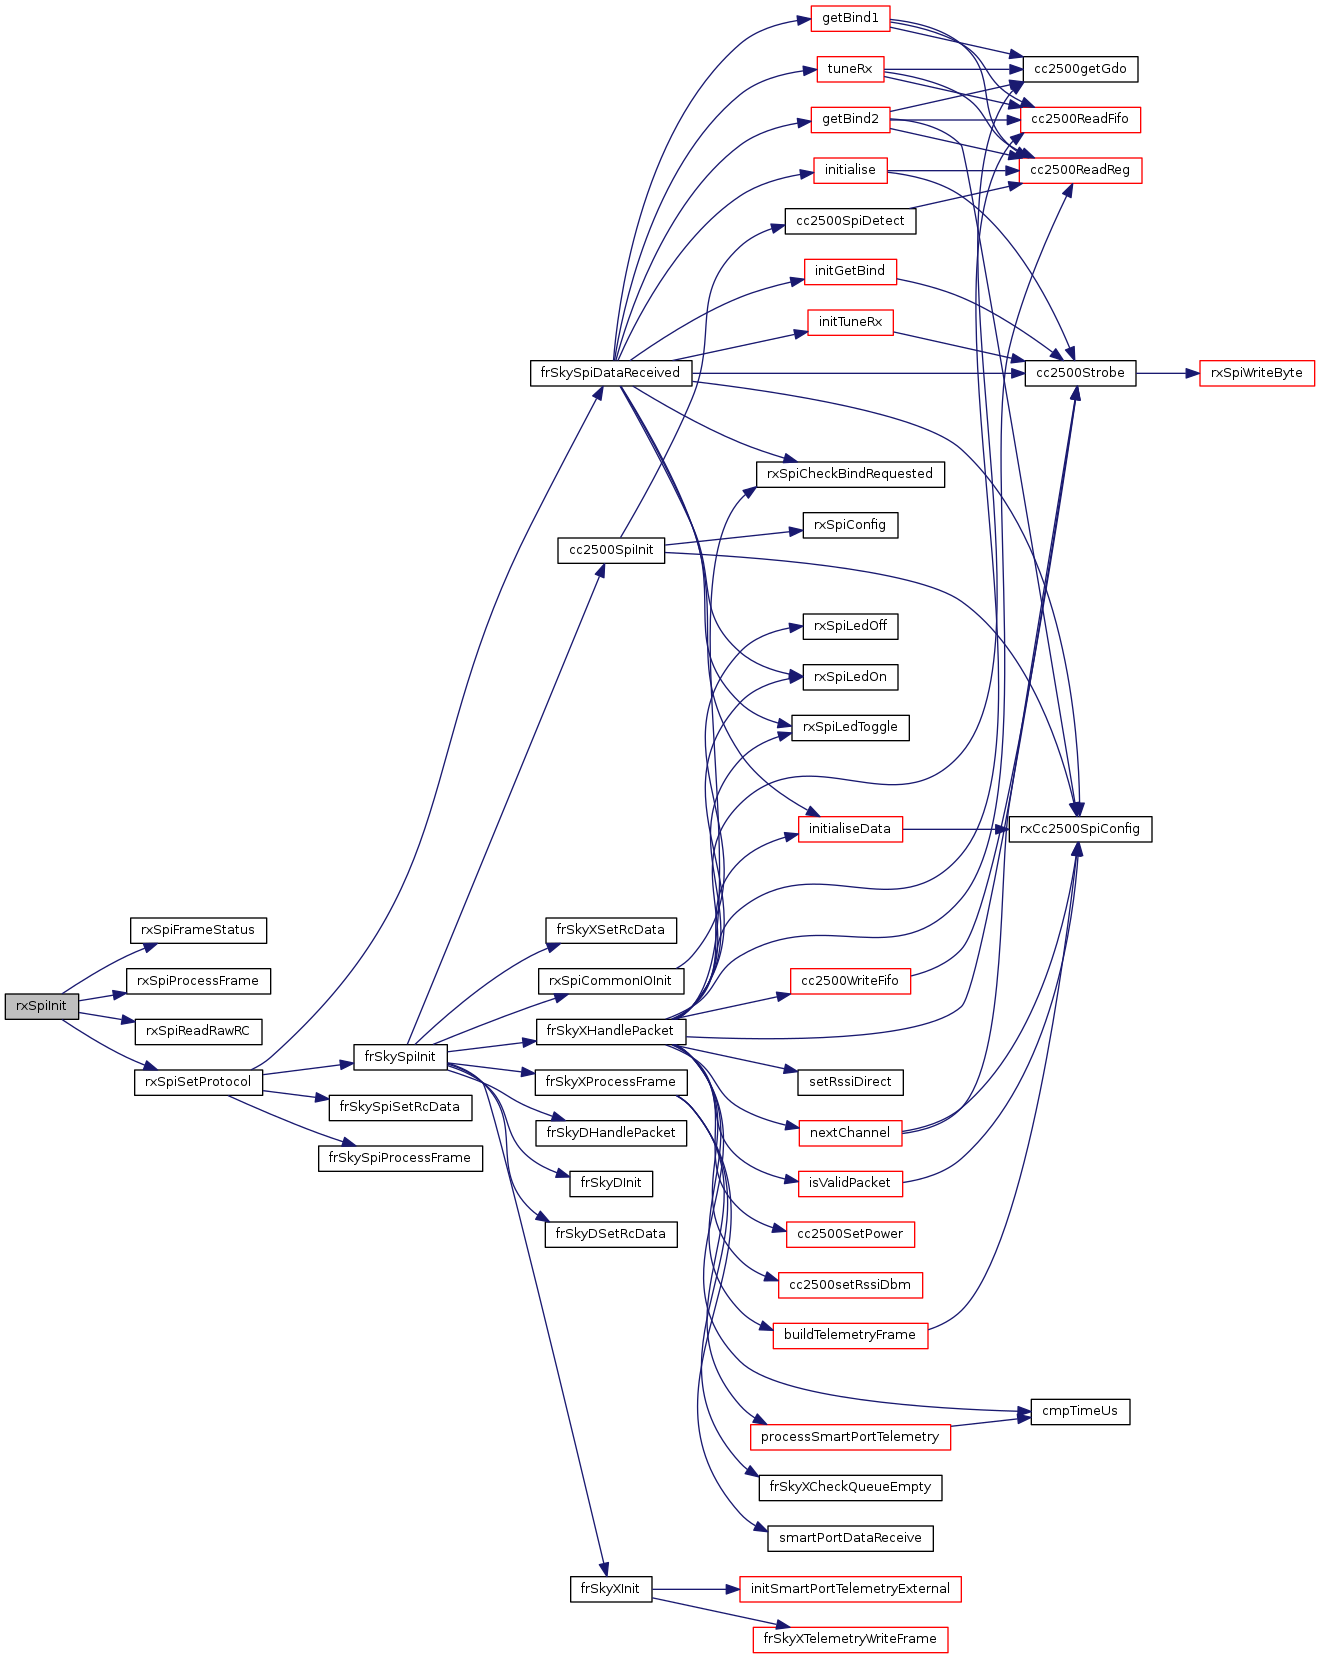 getBind1
tuneRx
cc2500getGdo
getBind2
cc2500ReadFifo
initialise
cc2500ReadReg
cc2500SpiDetect
initGetBind
initTuneRx
frSkySpiDataReceived
cc2500Strobe
rxSpiWriteByte
rxSpiCheckBindRequested
rxSpiConfig
cc2500SpiInit
rxSpiLedOff
rxSpiLedOn
rxSpiLedToggle
initialiseData
rxCc2500SpiConfig
rxSpiFrameStatus
frSkyXSetRcData
rxSpiProcessFrame
rxSpiCommonIOInit
cc2500WriteFifo
rxSpiInit
rxSpiReadRawRC
frSkyXHandlePacket
frSkySpiInit
rxSpiSetProtocol
frSkyXProcessFrame
setRssiDirect
frSkySpiSetRcData
frSkyDHandlePacket
nextChannel
frSkySpiProcessFrame
frSkyDInit
isValidPacket
frSkyDSetRcData
cc2500SetPower
cc2500setRssiDbm
buildTelemetryFrame
cmpTimeUs
processSmartPortTelemetry
frSkyXCheckQueueEmpty
smartPortDataReceive
frSkyXInit
initSmartPortTelemetryExternal
frSkyXTelemetryWriteFrame